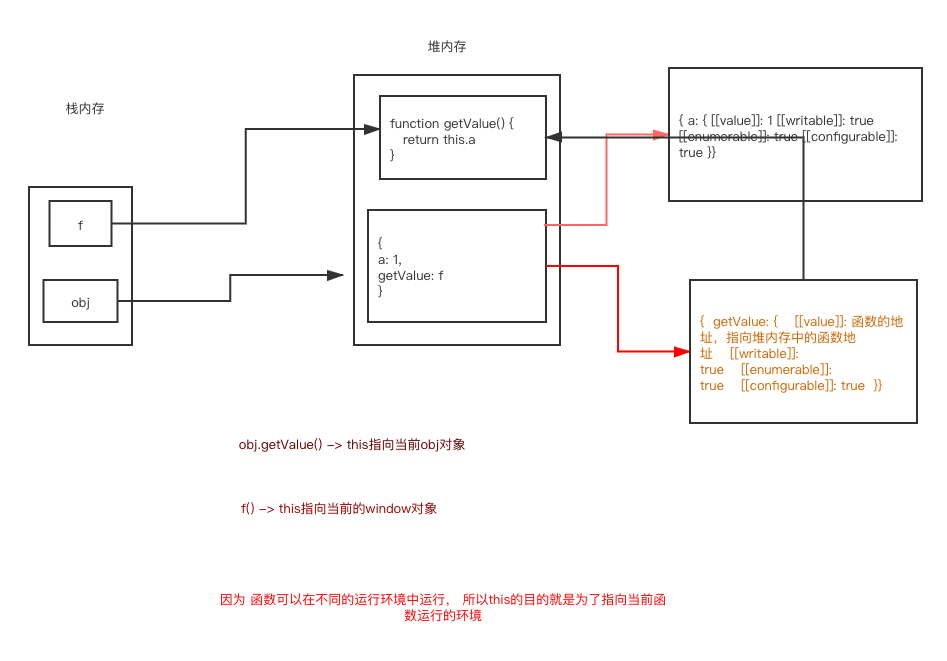 堆内存
栈内存
f
obj
function getValue() {
return this.a
}
{
a: 1,
getValue: f
}
{ a: { [[value]]: 1 [[writable]]: true
[[enumerable]]: true [[configurable]]:
true }}
{ getValue: { [[value]]: 函数的地
址，指向堆内存中的函数地
址 [[writable]]:
true [[enumerable]]:
true [[configurable]]: true }}
obj.getValue() -> this指向当前obj对象
f() -> this指向当前的window对象
因为 函数可以在不同的运行环境中运行， 所以this的目的就是为了指向当前函
数运行的环境